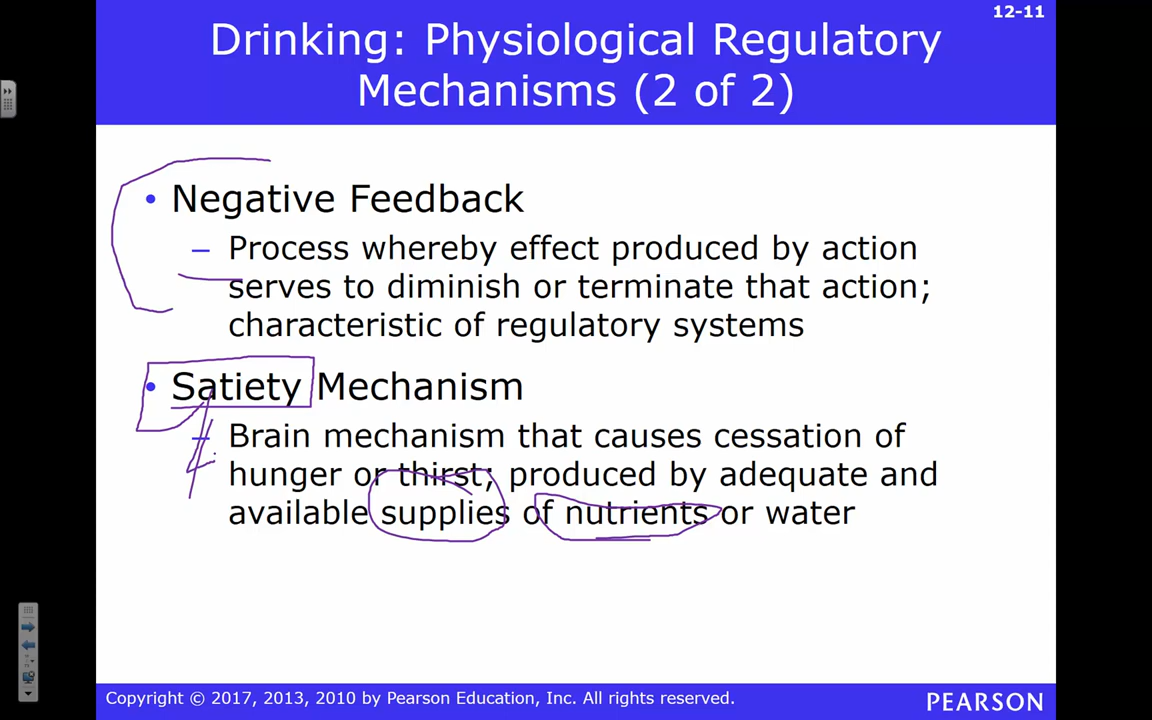 12-11
Drinking: Physiological Regulatory
Mechanisms (2 of 2)
• Negative Feedback
– Process whereby effect produced by action
serves to diminish or terminate that action;
characteristic of regulatory systems
• Satiety Mechanism
– Brain mechanism that causes cessation of
hunger or thirst; produced by adequate and
available supplies of nutrients or water
Copyright © 2017, 2013, 2010 by Pearson Education, Inc. All rights reserved.
PEARSON